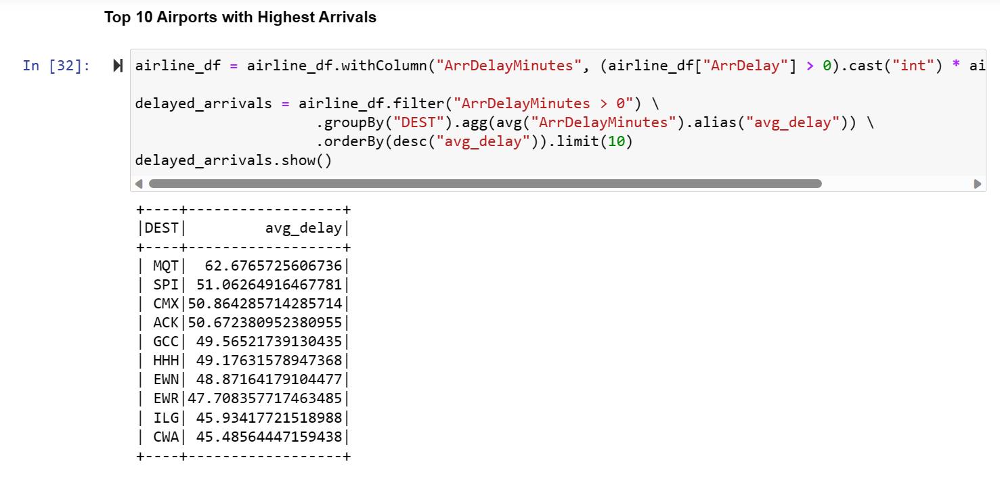 Top 10 Airports with Highest Arrivals
In [32]:
airline_df = airline_df.withColumn("ArrDelayMinutes", (airline_df["ArrDelay"] > 0).cast("int") * ai
delayed_arrivals = airline_df.filter("ArrDelayMinutes > 0") \
.groupBy("DEST").agg(avg("ArrDelayMinutes").alias("avg_delay")) \
.orderBy(desc("avg_delay")).limit(10)
delayed_arrivals.show()
+----+------------------+
|DEST|         avg_delay|
+----+------------------+
| MQT|  62.6765725606736|
| SPI| 51.06264916467781|
| CMX|50.864285714285714|
| ACK|50.672380952380955|
| GCC| 49.56521739130435|
| HHH| 49.17631578947368|
| EWN| 48.87164179104477|
| EWR|47.708357717463485|
| ILG| 45.93417721518988|
| CWA| 45.48564447159438|
+----+------------------+